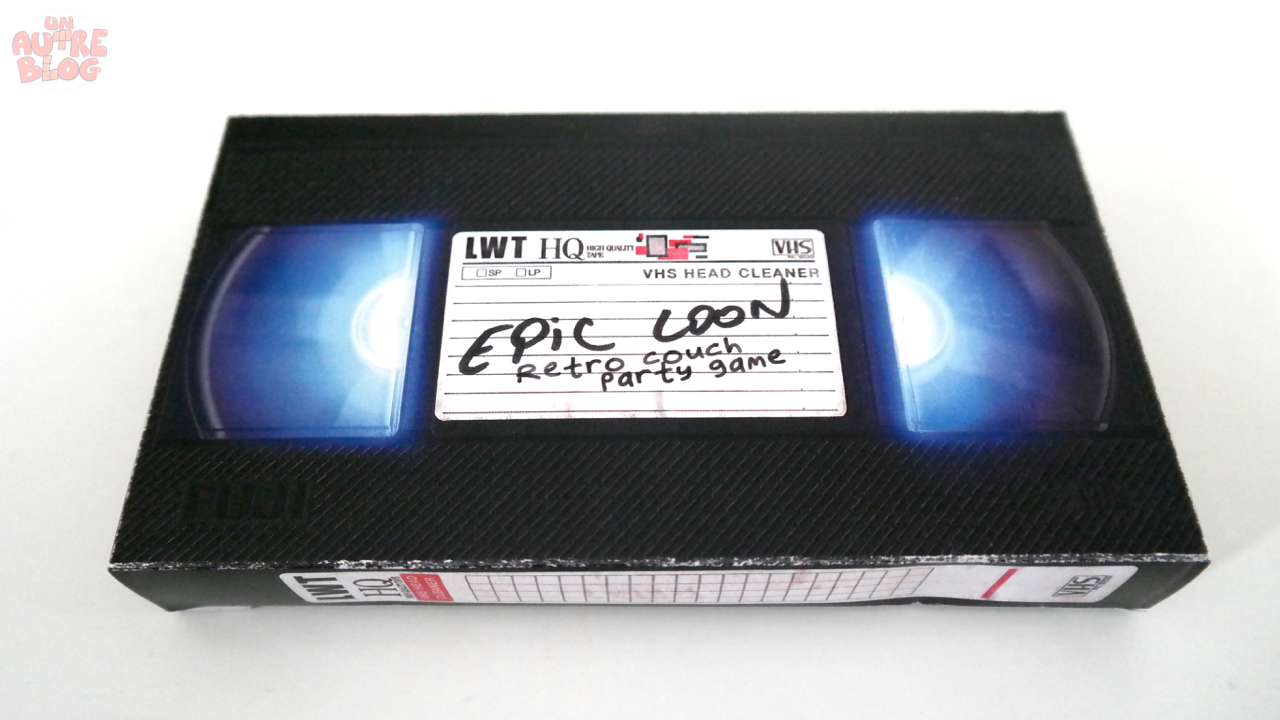 UN
AUTRE
BLOG
LWT HQ HIGH QUALITY TAPE VHS
SP LP VHS HEAD CLEANER
EPIC LOON
Retro couch
party game
FUJI
LWT HQ VHS